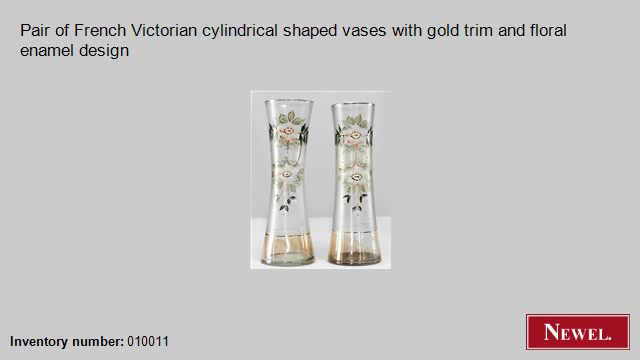 Pair of French Victorian cylindrical shaped vases with gold trim and floral
enamel design
Inventory number: 010011
NEWEL.